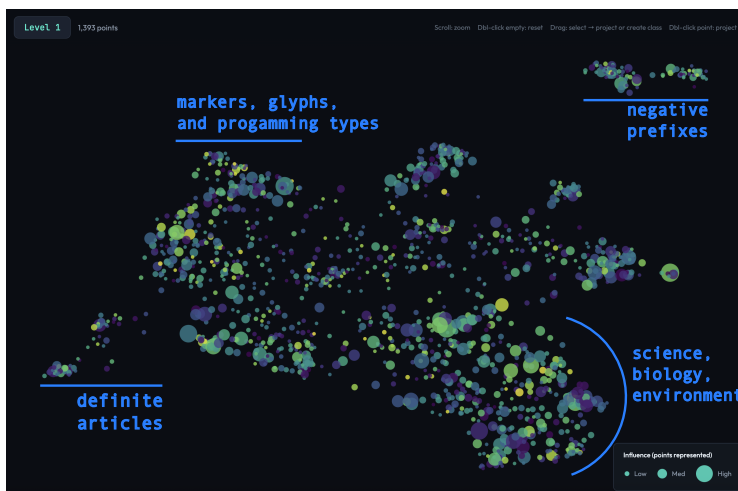 Level 1
1,393 points
Scroll: zoom Dbl-click empty: reset Drag: select → project or create class Dbl-click point: project
markers, glyphs,
and progamming types
negative
prefixes
science,
biology,
environment
definite
articles
Influence (points represented)
Low Med High